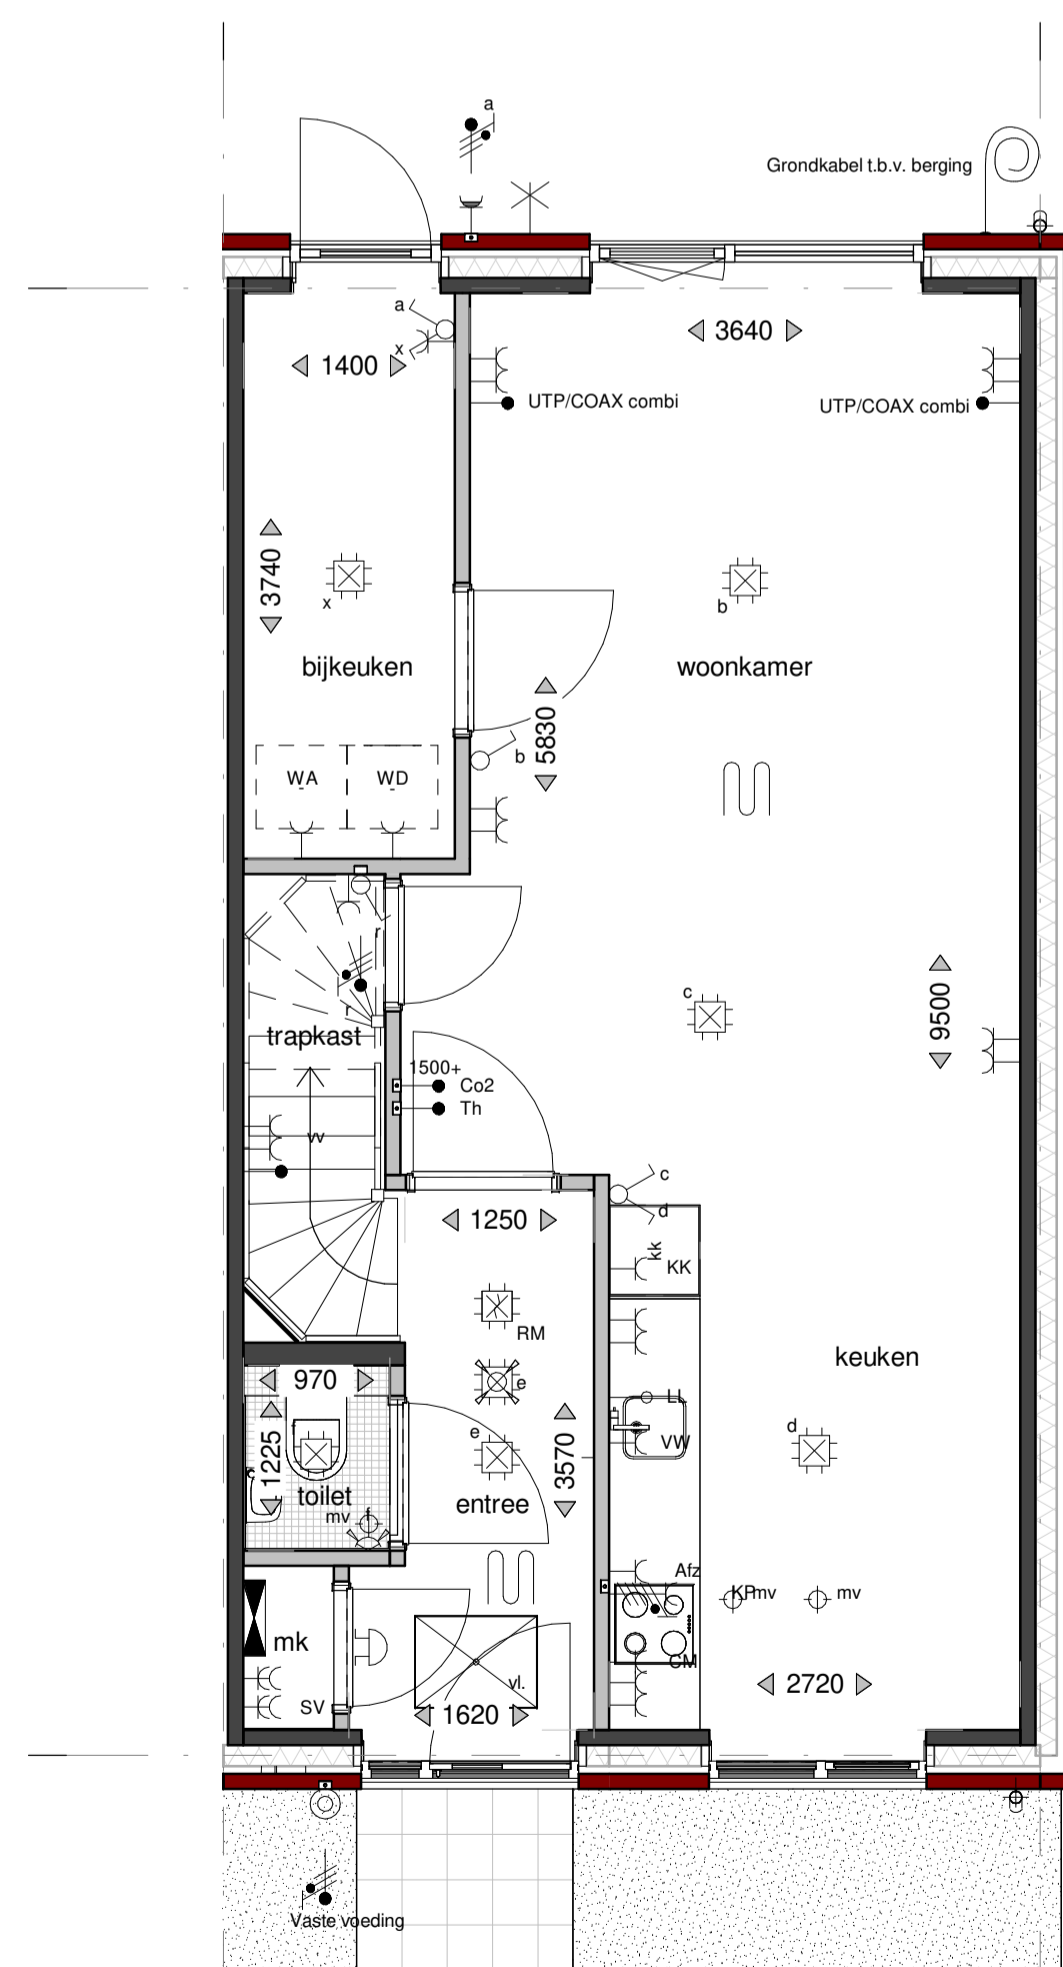 a
Grondkabel t.b.v. berging
a
x
1400
3640
UTP/COAX combi
UTP/COAX combi
3740
x
b
bijkeuken
woonkamer
5830
b
WA
WD
r
r
trapkast
c
9500
1500+
Co2
Th
vv
c
d
1250
kk
KK
RM
keuken
970
e
LL
1225
e
3570
VW
d
toilet
entree
mv
f
Afz
KP
mv
mv
mk
CM
vl.
SV
1620
2720
Vaste voeding